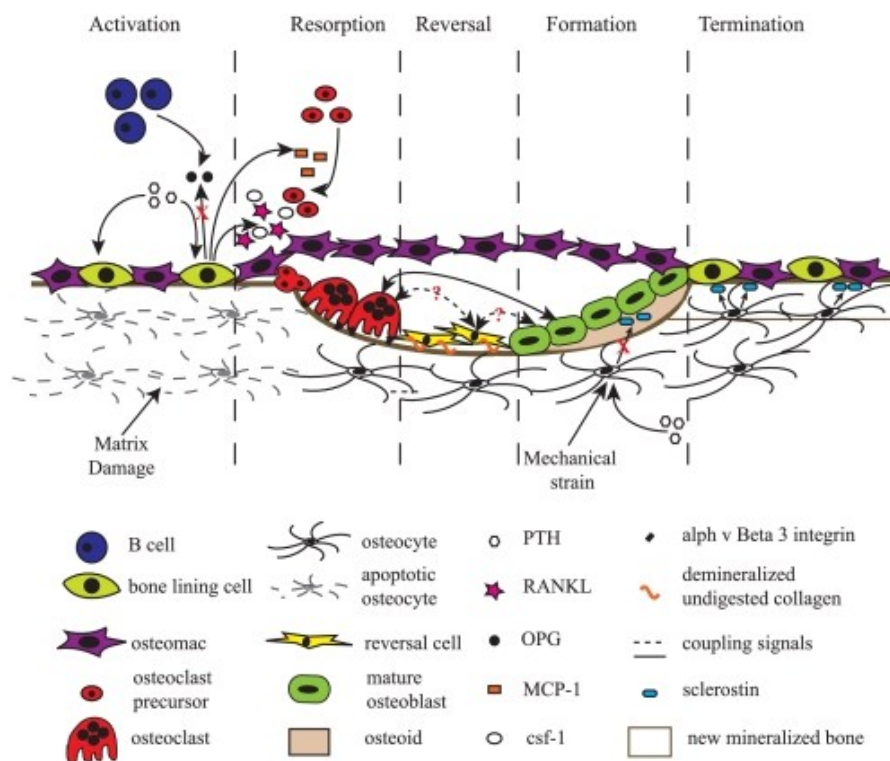 Activation
Resorption
Reversal
Formation
Termination
X
?
?
X
Matrix
Damage
Mechanical
strain
B cell
osteocyte
PTH
alph v Beta 3 integrin
bone lining cell
apoptotic
osteocyte
RANKL
demineralized
undigested collagen
osteomac
reversal cell
OPG
coupling signals
osteoclast
precursor
mature
osteoblast
MCP-1
sclerostin
osteoclast
osteoid
csf-1
new mineralized bone